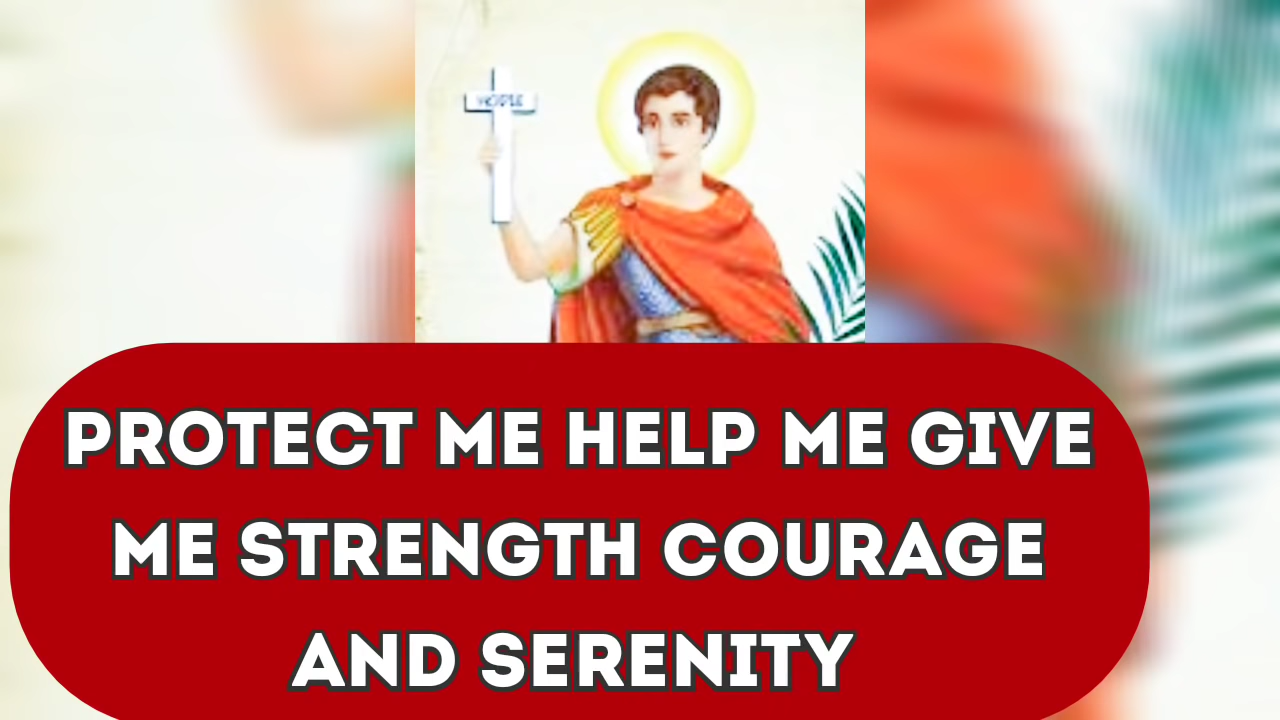 PROTECT ME HELP ME GIVE
ME STRENGTH COURAGE
AND SERENITY